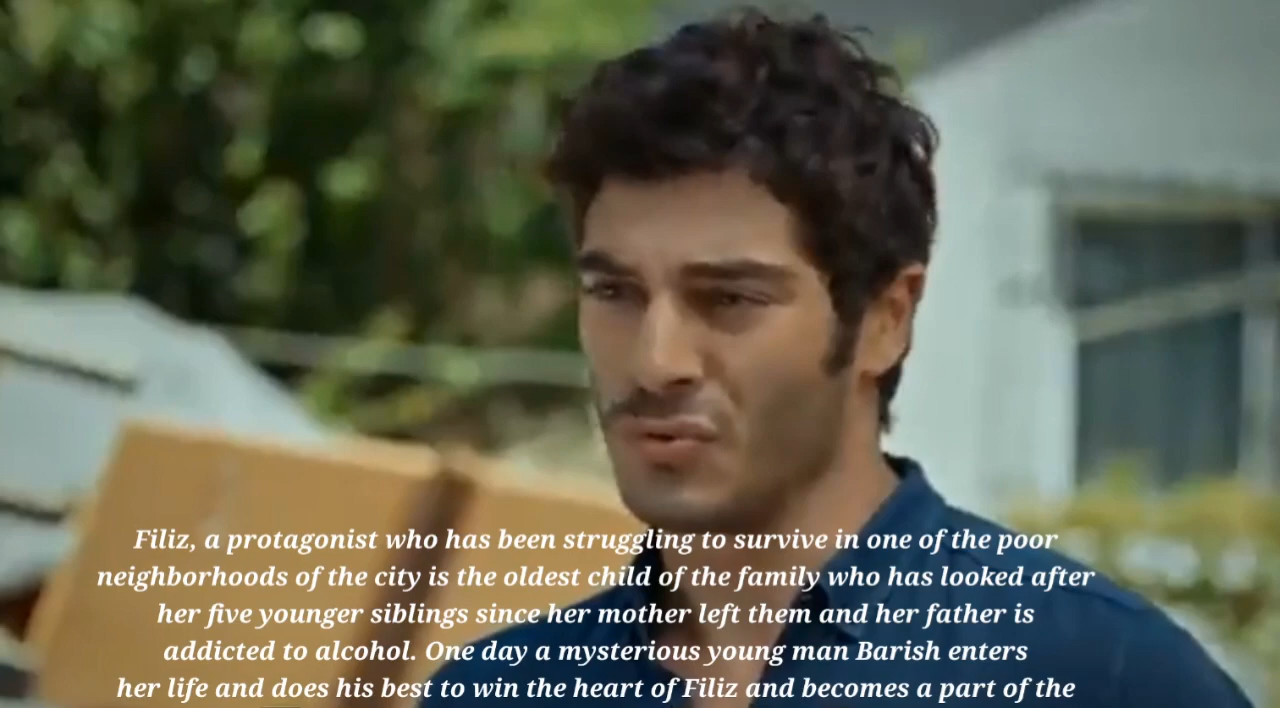 Filiz, a protagonist who has been struggling to survive in one of the poor
neighborhoods of the city is the oldest child of the family who has looked after
her five younger siblings since her mother left them and her father is
addicted to alcohol. One day a mysterious young man Barish enters
her life and does his best to win the heart of Filiz and becomes a part of the